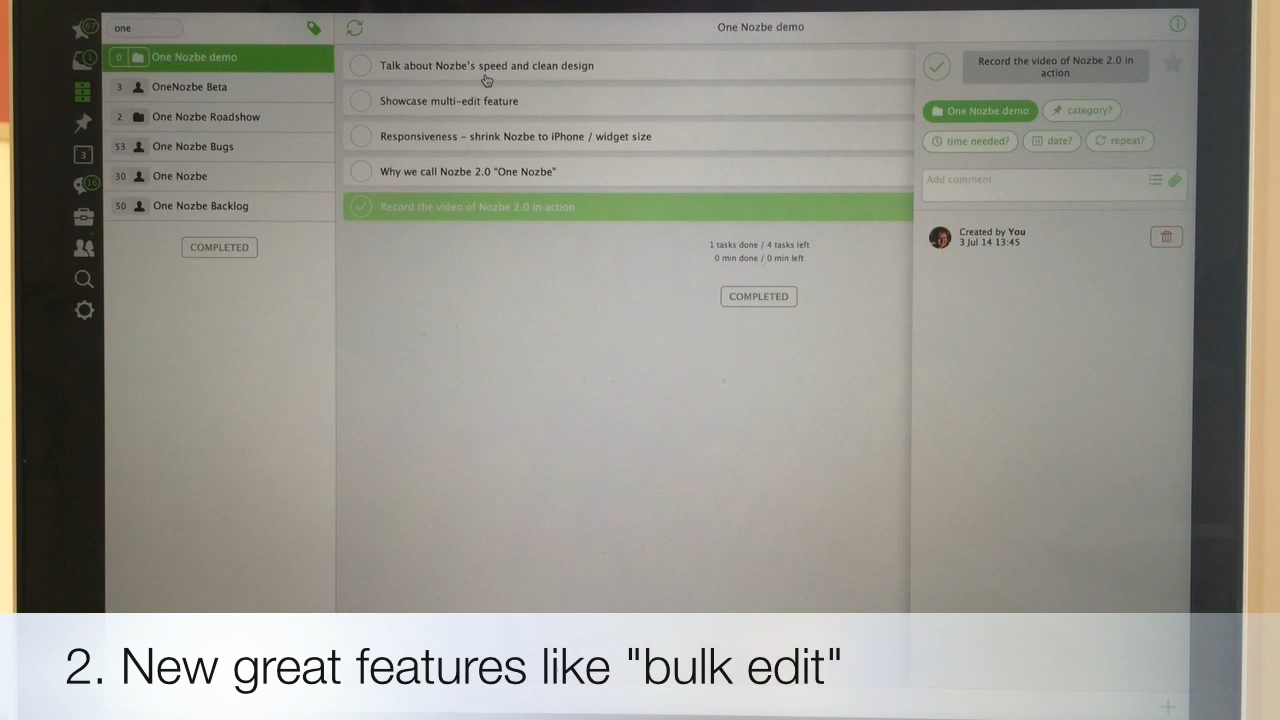 67
1
3
16
one
0 One Nozbe demo
3 OneNozbe Beta
2 One Nozbe Roadshow
53 One Nozbe Bugs
30 One Nozbe
50 One Nozbe Backlog
COMPLETED
One Nozbe demo
Talk about Nozbe's speed and clean design
Showcase multi-edit feature
Responsiveness - shrink Nozbe to iPhone / widget size
Why we call Nozbe 2.0 "One Nozbe"
Record the video of Nozbe 2.0 in action
1 tasks done / 4 tasks left
0 min done / 0 min left
COMPLETED
Record the video of Nozbe 2.0 in
action
One Nozbe demo category?
time needed? date? repeat?
Add comment
Created by You
3 Jul 14 13:45
2. New great features like "bulk edit"